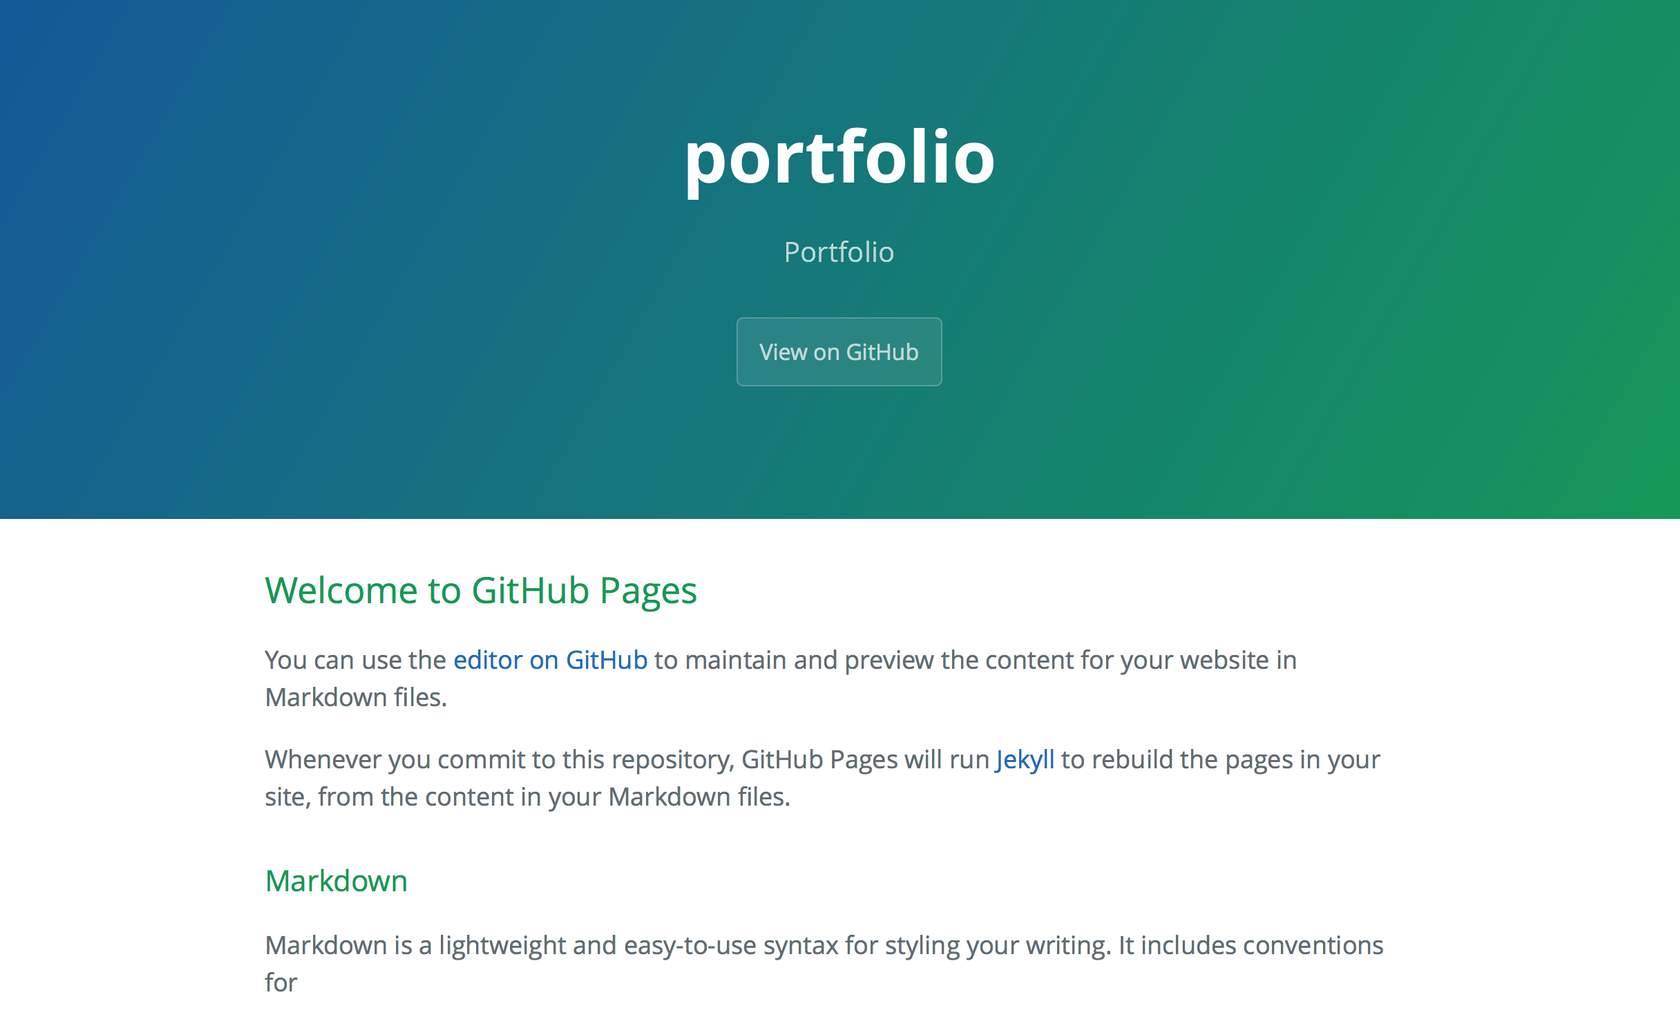 portfolio
Portfolio
View on GitHub
Welcome to GitHub Pages
You can use the editor on GitHub to maintain and preview the content for your website in
Markdown files.
Whenever you commit to this repository, GitHub Pages will run Jekyll to rebuild the pages in your
site, from the content in your Markdown files.
Markdown
Markdown is a lightweight and easy-to-use syntax for styling your writing. It includes conventions
for